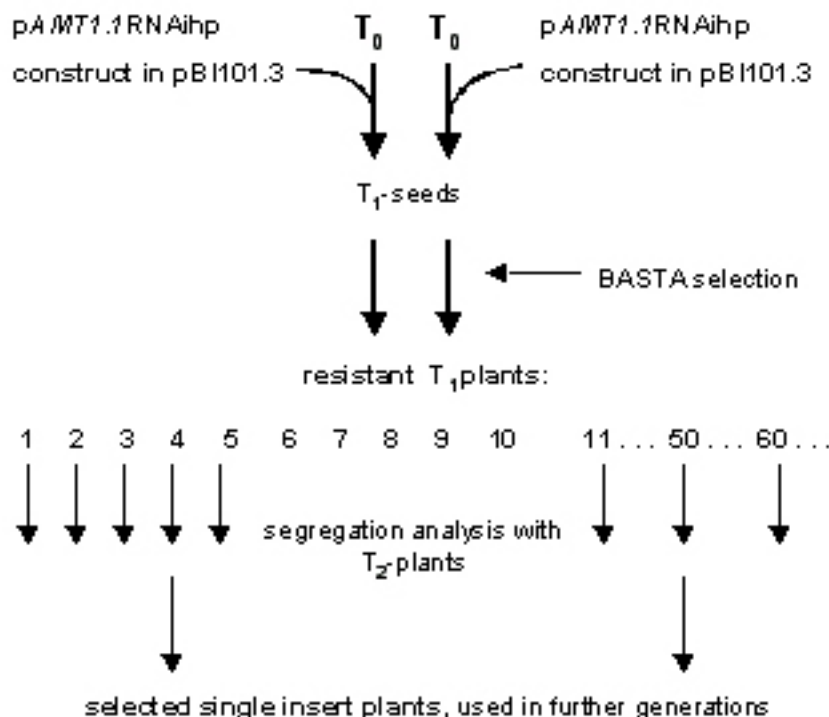 pAMT1.1RNAihp
construct in pBI101.3
T0 T0
pAMT1.1RNAihp
construct in pBI101.3
T1-seeds
BASTA selection
resistant T1 plants:
1 2 3 4 5 6 7 8 9 10 11 ... 50 ... 60 ...
segregation analysis with
T2-plants
selected single insert plants, used in further generations